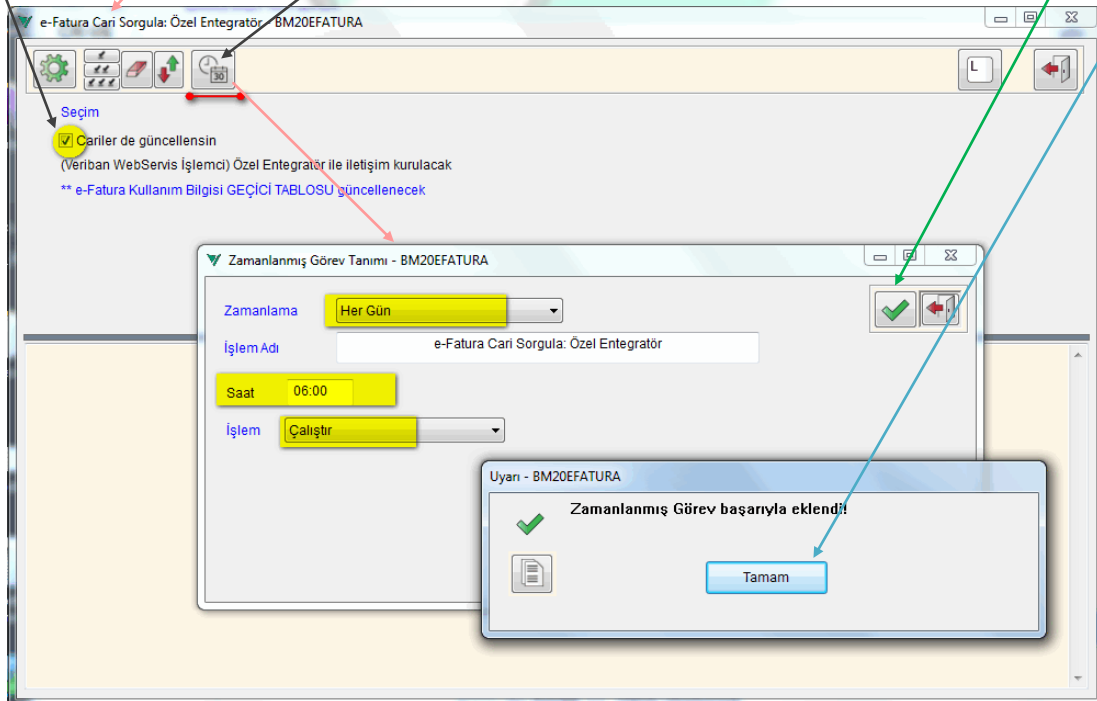 e-Fatura Cari Sorgula: Özel Entegratör - BM20EFATURA
30
L
Seçim
Cariler de güncellensin
(Veriban WebServis İşlemci) Özel Entegratör ile iletişim kurulacak
** e-Fatura Kullanım Bilgisi GEÇİCİ TABLOSU güncellenecek
Zamanlanmış Görev Tanımı - BM20EFATURA
Zamanlama Her Gün
İşlem Adı e-Fatura Cari Sorgula: Özel Entegratör
Saat 06:00
İşlem Çalıştır
Uyarı - BM20EFATURA
Zamanlanmış Görev başarıyla eklendi!
Tamam